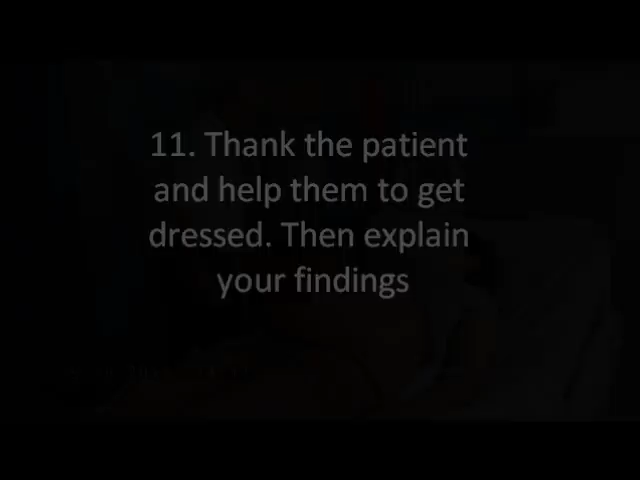 11. Thank the patient
and help them to get
dressed. Then explain
your findings